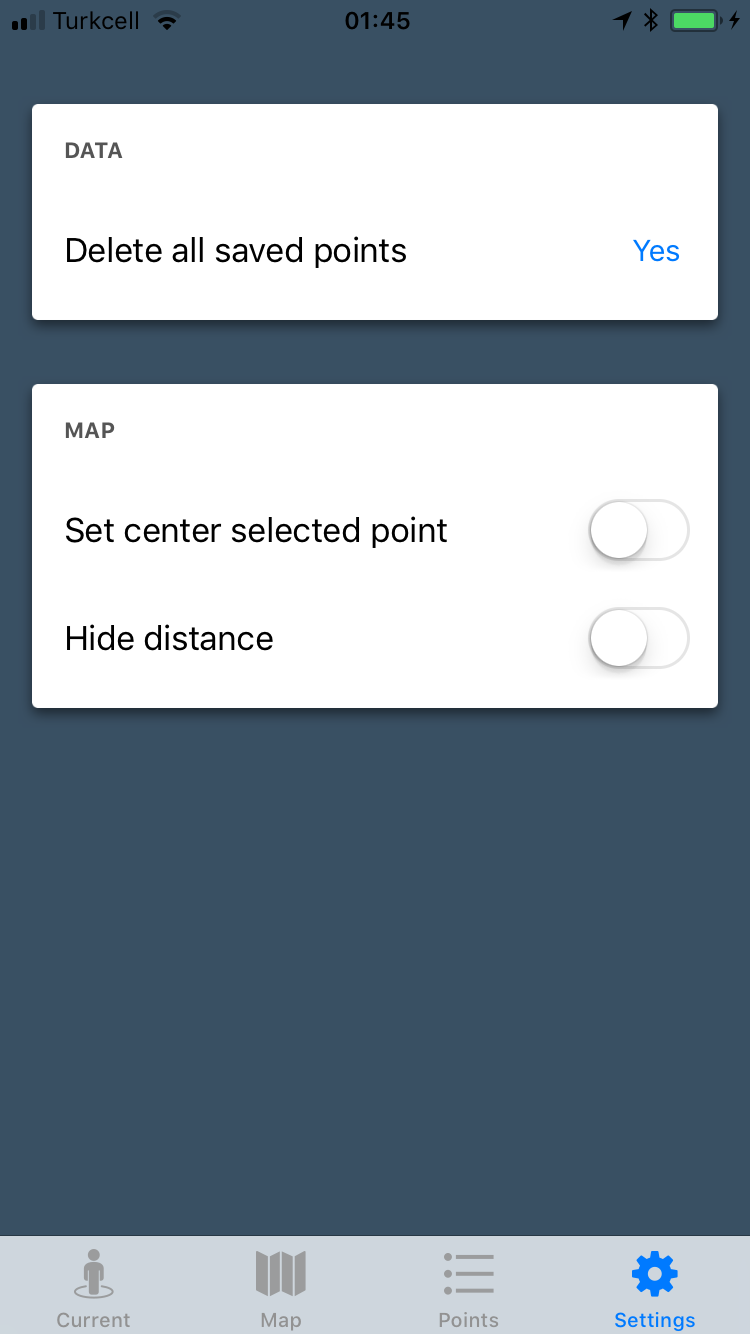 Turkcell 01:45
DATA
Delete all saved points Yes
MAP
Set center selected point
Hide distance
Current Map Points Settings